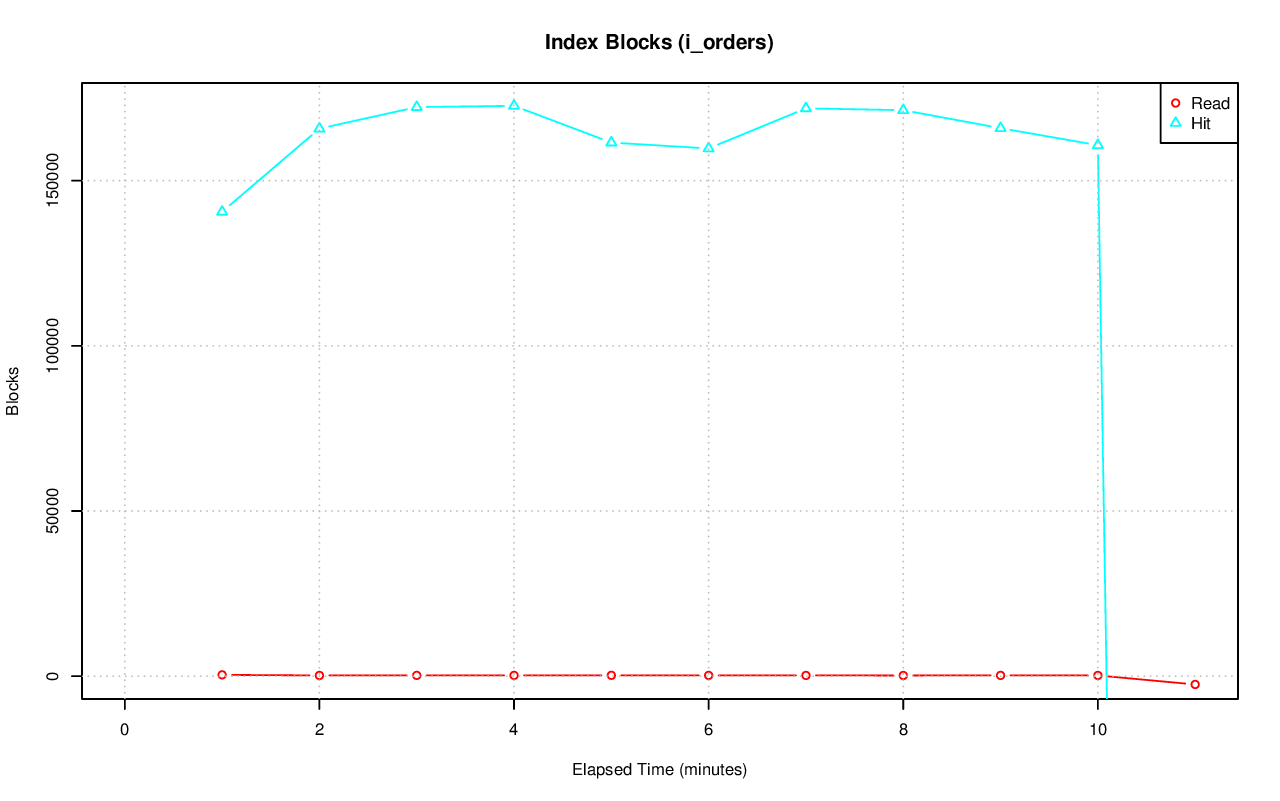 Index Blocks (i_orders)
Read
Hit
Blocks
150000
100000
50000
0
0 2 4 6 8 10
Elapsed Time (minutes)